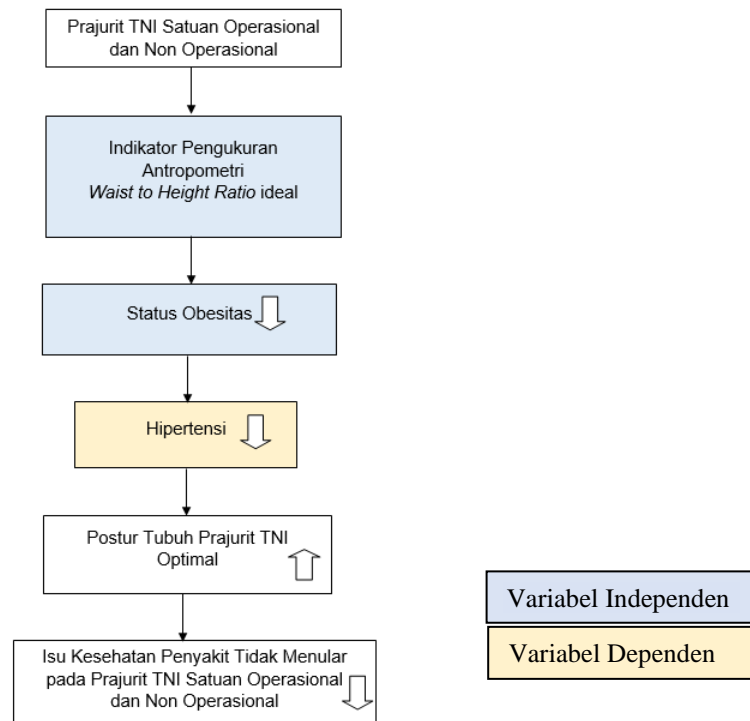 Prajurit TNI Satuan Operasional
dan Non Operasional
Indikator Pengukuran
Antropometri
Waist to Height Ratio ideal
Status Obesitas
Hipertensi
Postur Tubuh Prajurit TNI
Optimal
Isu Kesehatan Penyakit Tidak Menular
pada Prajurit TNI Satuan Operasional
dan Non Operasional
Variabel Independen
Variabel Dependen